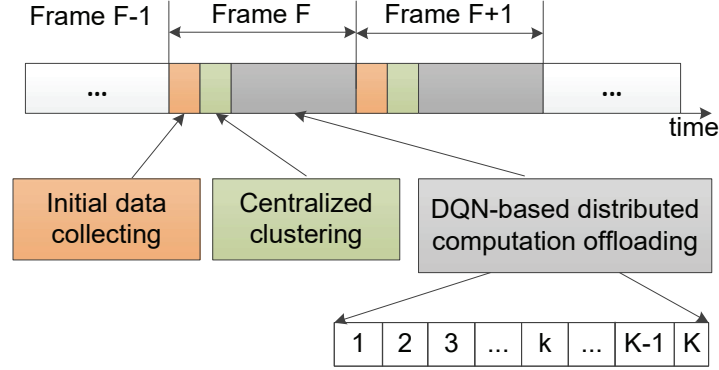 Frame F-1
Frame F
Frame F+1
...
...
time
Initial data
collecting
Centralized
clustering
DQN-based distributed
computation offloading
1 2 3 ... k ... K-1 K